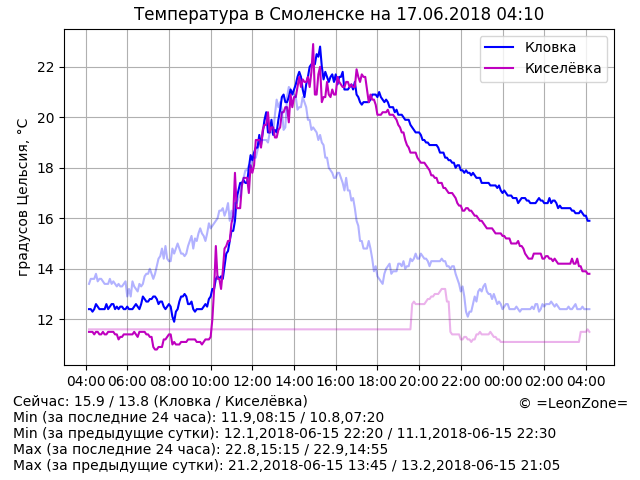 Температура в Смоленске на 17.06.2018 04:10
Кловка
Киселёвка
градусов Цельсия, °C
22
20
18
16
14
12
04:00 06:00 08:00 10:00 12:00 14:00 16:00 18:00 20:00 22:00 00:00 02:00 04:00
Сейчас: 15.9 / 13.8 (Кловка / Киселёвка)
© =LeonZone=
Min (за последние 24 часа): 11.9,08:15 / 10.8,07:20
Min (за предыдущие сутки): 12.1,2018-06-15 22:20 / 11.1,2018-06-15 22:30
Max (за последние 24 часа): 22.8,15:15 / 22.9,14:55
Max (за предыдущие сутки): 21.2,2018-06-15 13:45 / 13.2,2018-06-15 21:05